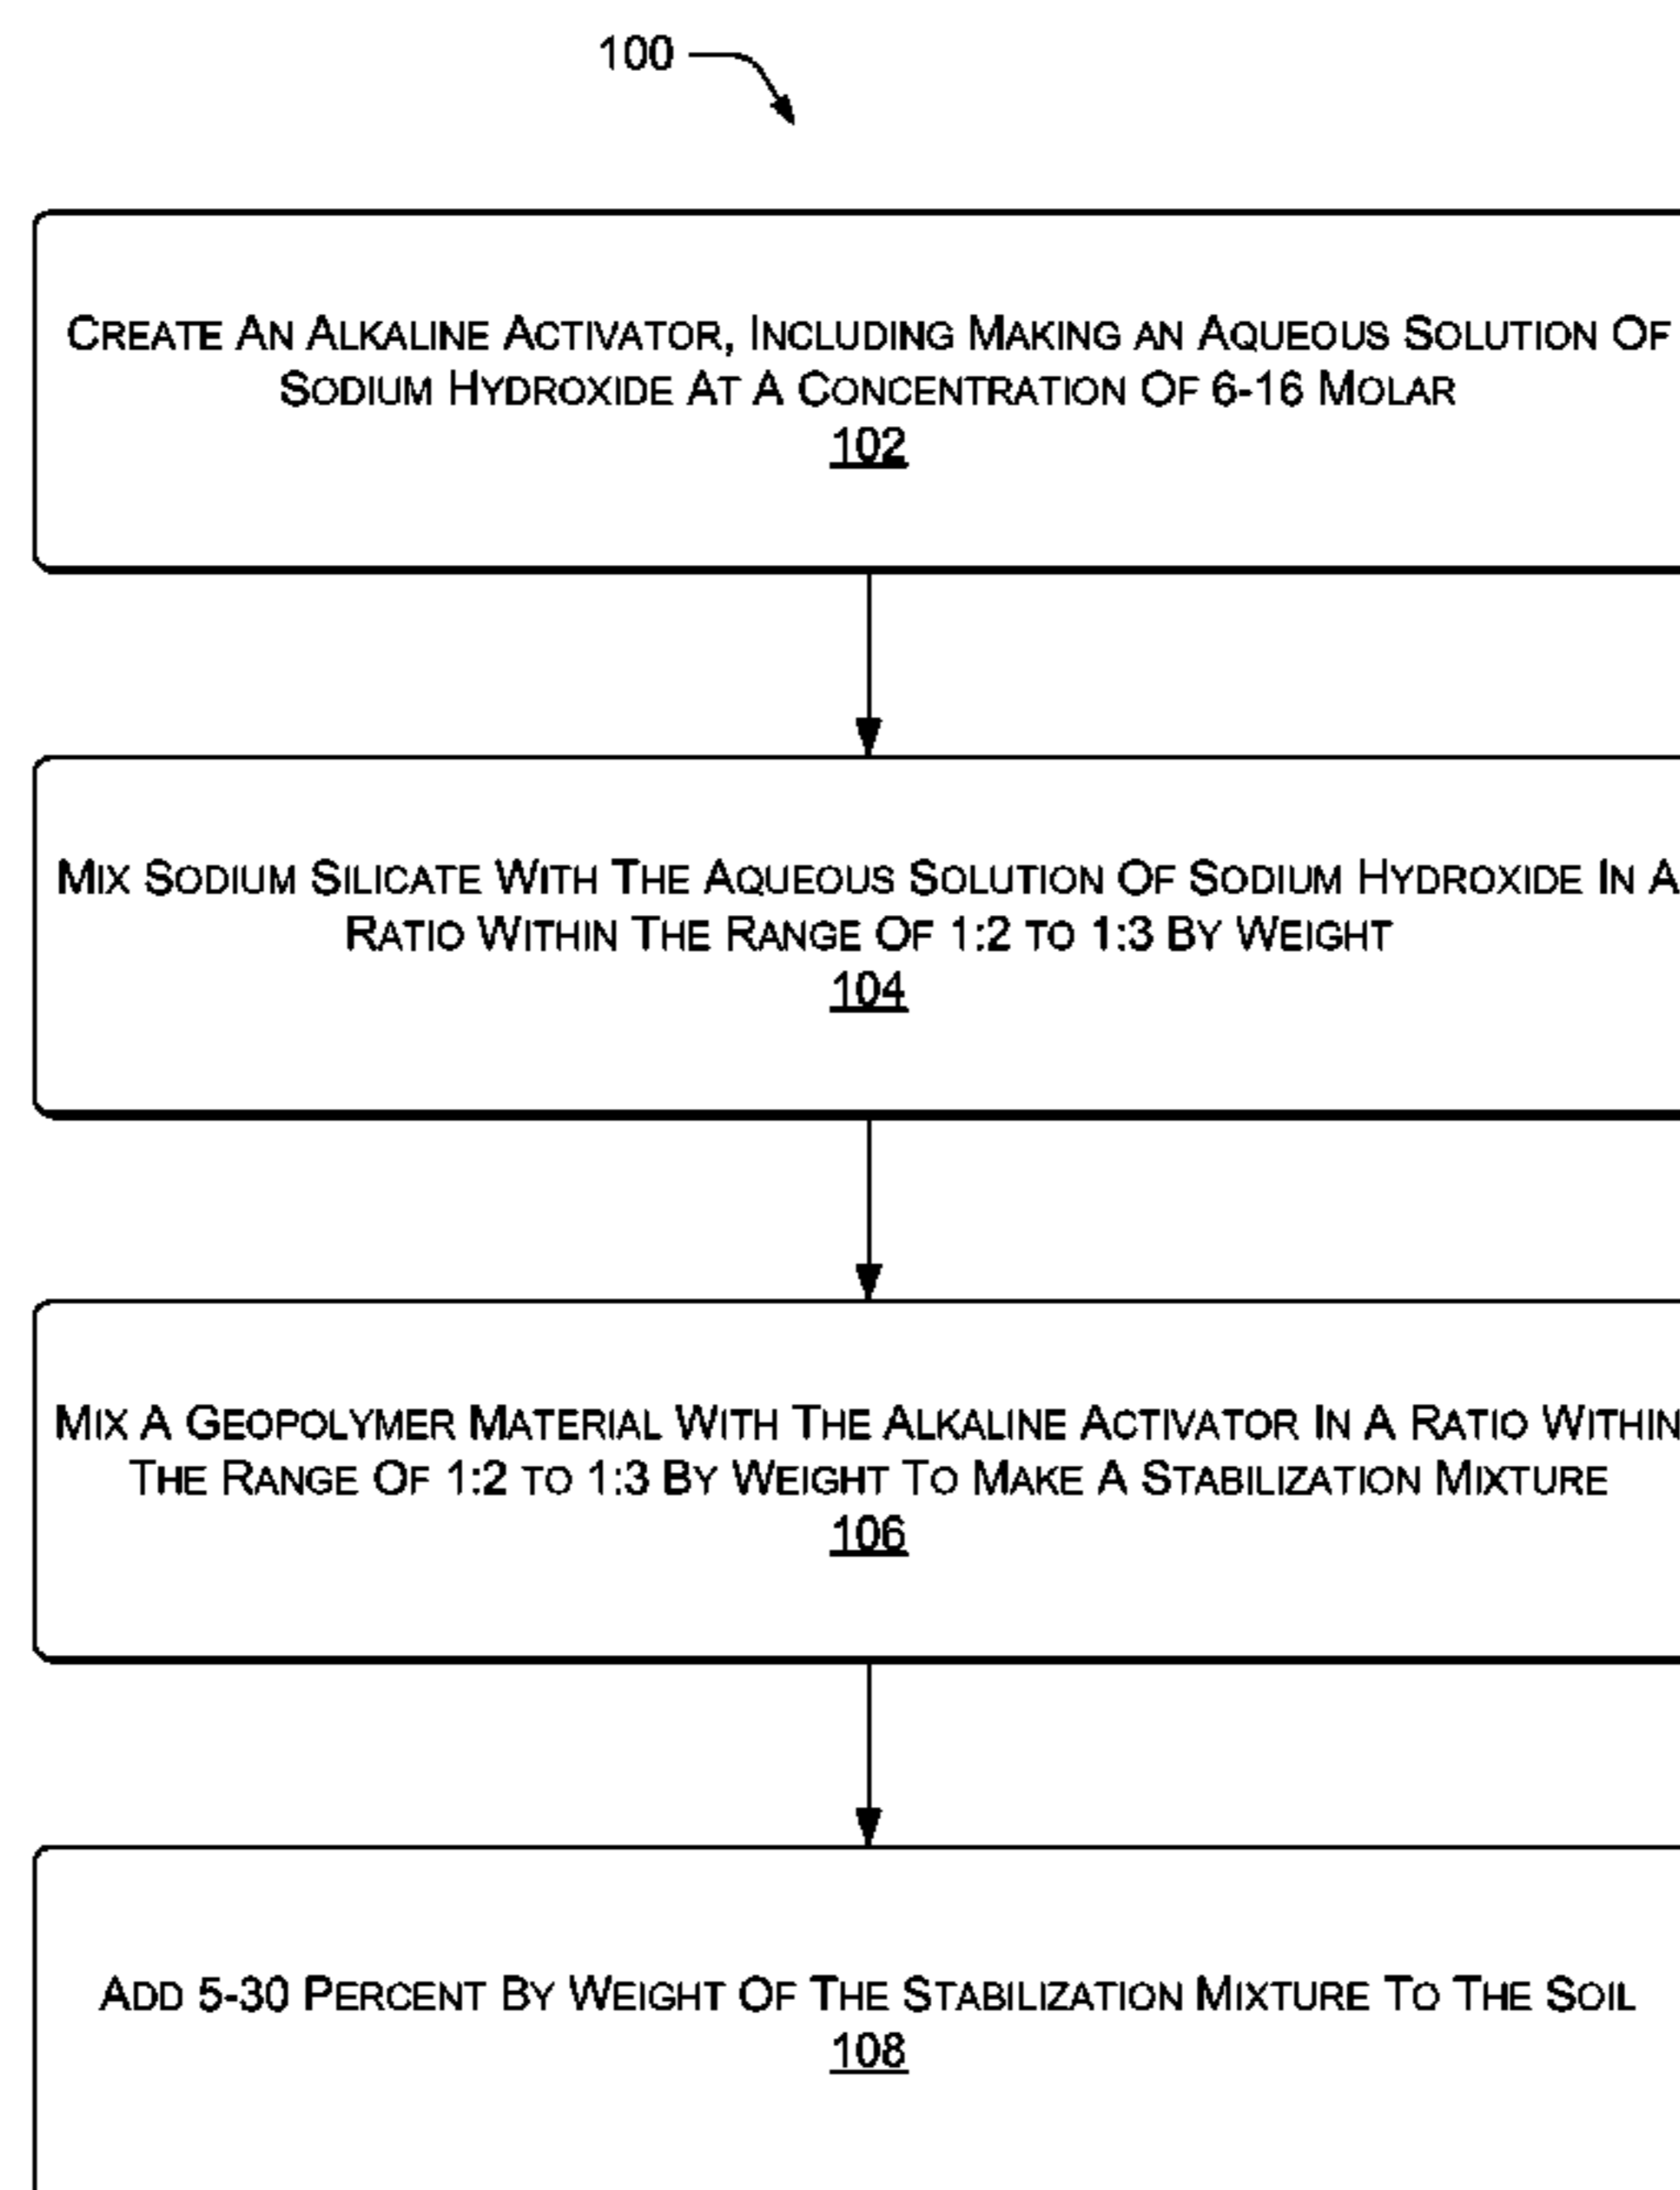 100
CREATE AN ALKALINE ACTIVATOR, INCLUDING MAKING AN AQUEOUS SOLUTION OF
SODIUM HYDROXIDE AT A CONCENTRATION OF 6-16 MOLAR
102
MIX SODIUM SILICATE WITH THE AQUEOUS SOLUTION OF SODIUM HYDROXIDE IN A
RATIO WITHIN THE RANGE OF 1:2 TO 1:3 BY WEIGHT
104
MIX A GEOPOLYMER MATERIAL WITH THE ALKALINE ACTIVATOR IN A RATIO WITHIN
THE RANGE OF 1:2 TO 1:3 BY WEIGHT TO MAKE A STABILIZATION MIXTURE
106
ADD 5-30 PERCENT BY WEIGHT OF THE STABILIZATION MIXTURE TO THE SOIL
108